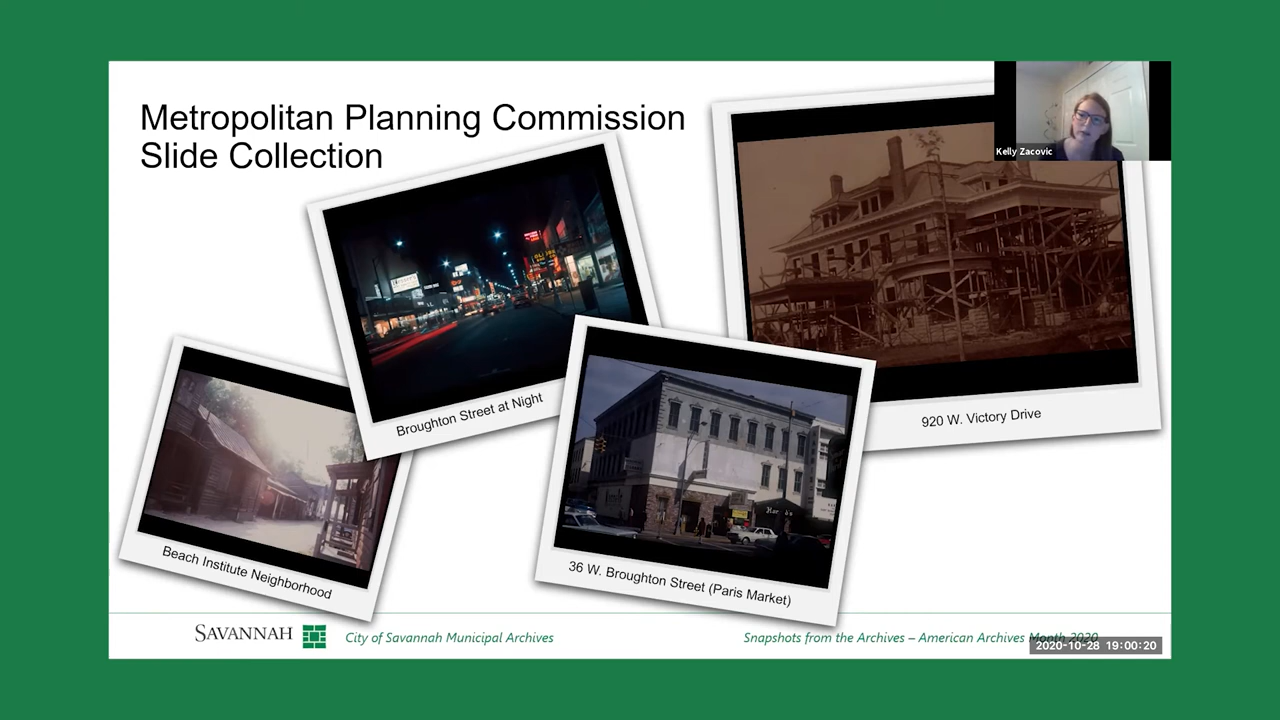 Metropolitan Planning Commission
Slide Collection
Kelly Zacovic
Broughton Street at Night
920 W. Victory Drive
Beach Institute Neighborhood
36 W. Broughton Street (Paris Market)
SAVANNAH
City of Savannah Municipal Archives
Snapshots from the Archives – American Archives Month 2020
2020-10-28 19:00:20